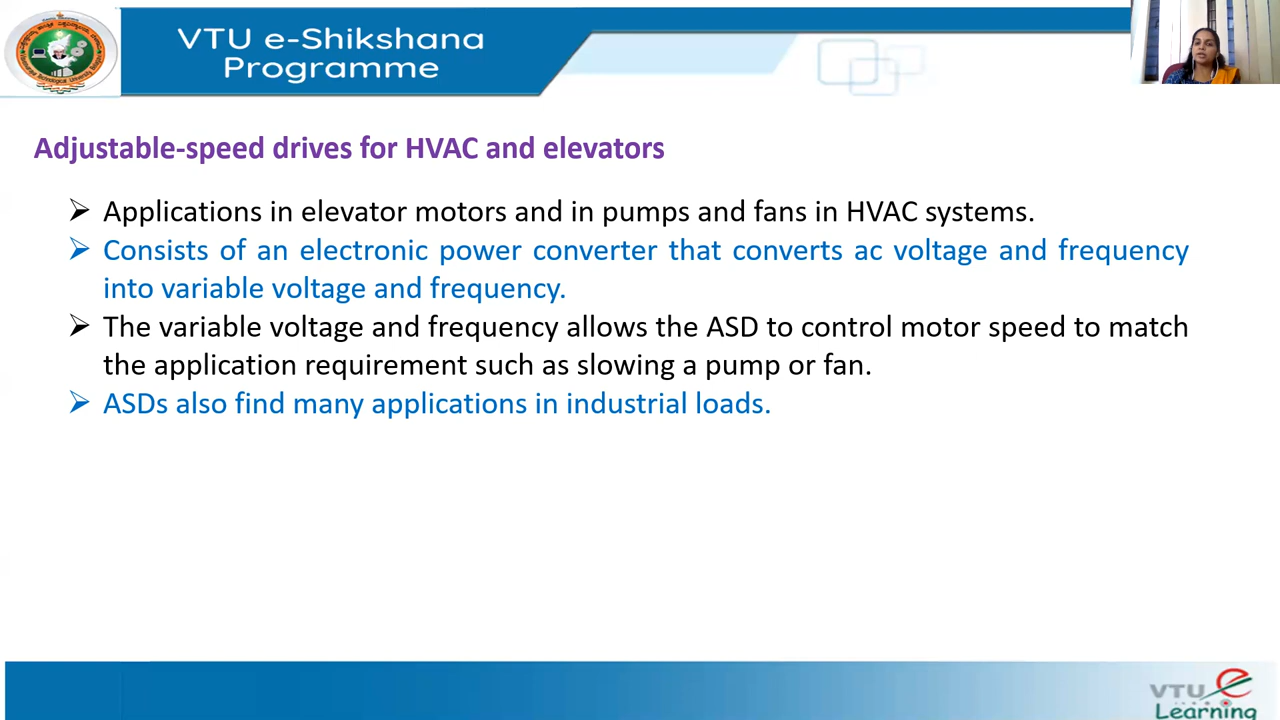 VTU e-Shikshana
Programme
Adjustable-speed drives for HVAC and elevators
➢ Applications in elevator motors and in pumps and fans in HVAC systems.
➢ Consists of an electronic power converter that converts ac voltage and frequency
into variable voltage and frequency.
➢ The variable voltage and frequency allows the ASD to control motor speed to match
the application requirement such as slowing a pump or fan.
➢ ASDs also find many applications in industrial loads.
VTU e
Learning